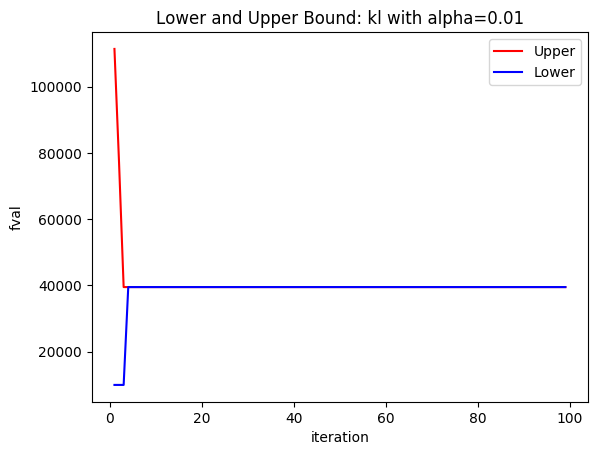 Lower and Upper Bound: kl with alpha=0.01
Upper
Lower
100000
80000
60000
40000
20000
fval
0 20 40 60 80 100
iteration